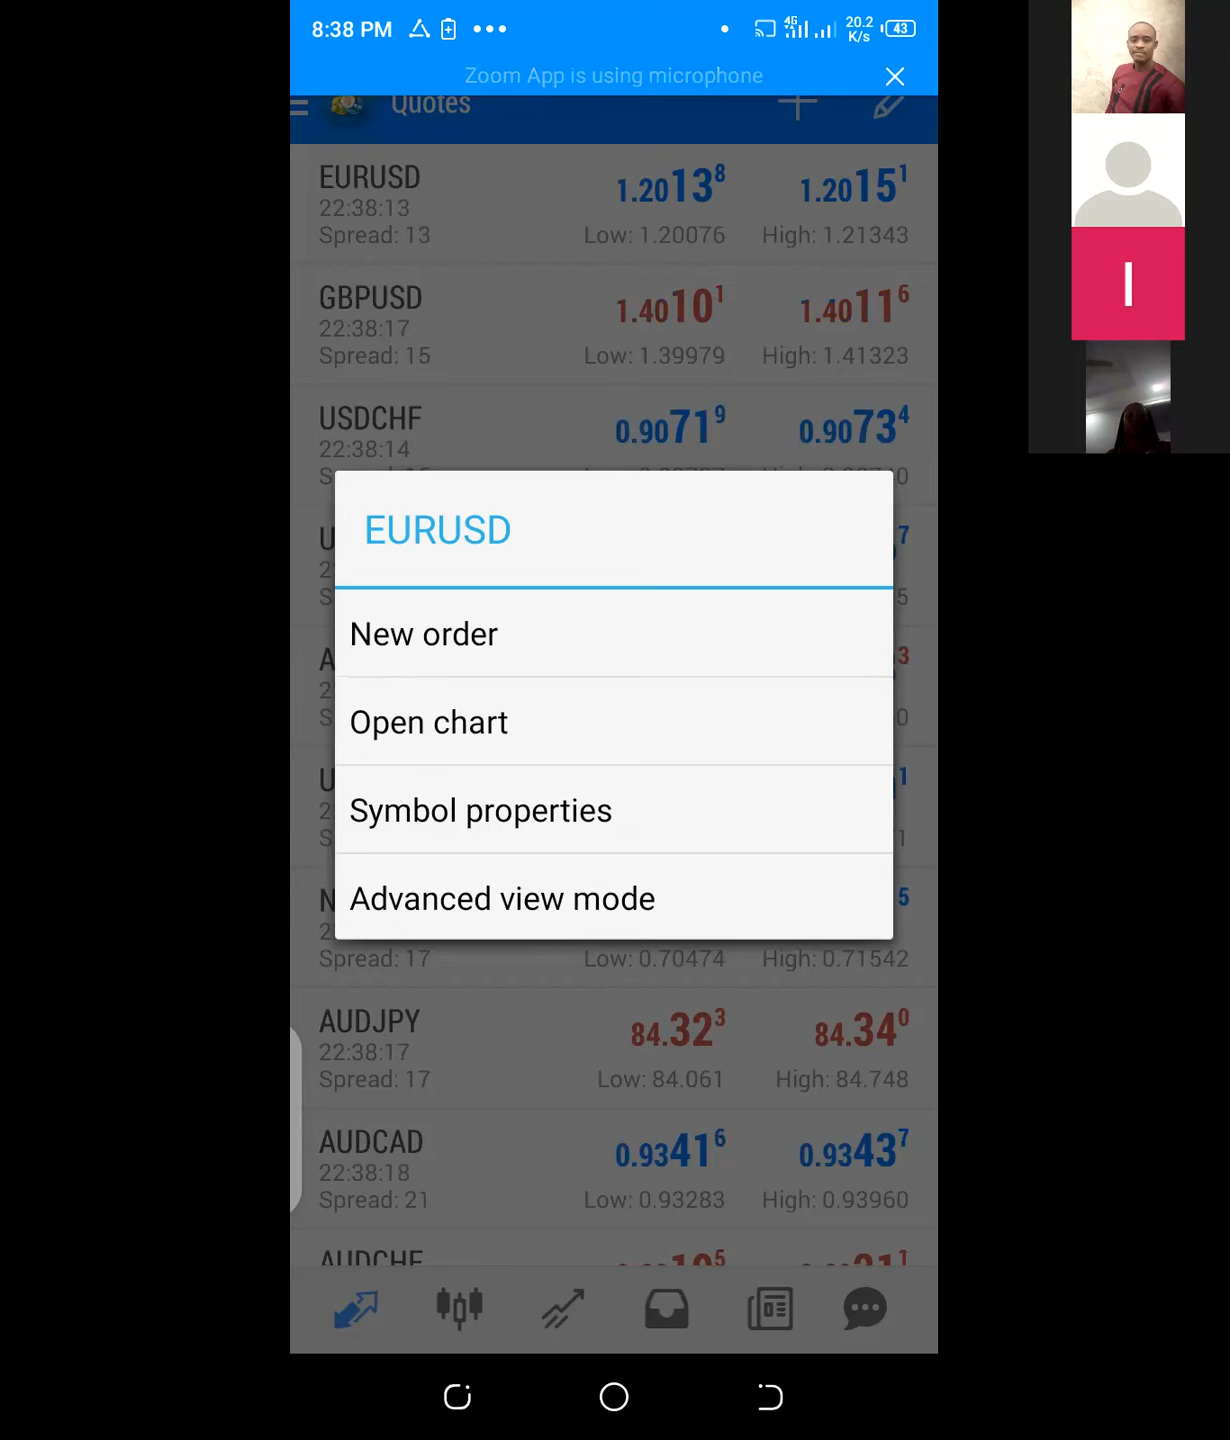 8:38 PM
4G
20.2
K/s
43
Zoom App is using microphone
Quotes
EURUSD
1.20138
1.20151
22:38:13
Spread: 13
Low: 1.20076
High: 1.21343
GBPUSD
1.40101
1.40116
22:38:17
Spread: 15
Low: 1.39979
High: 1.41323
USDCHF
0.90719
0.90734
22:38:14
EURUSD
New order
Open chart
Symbol properties
Advanced view mode
Spread: 17
Low: 0.70474
High: 0.71542
AUDJPY
84.323
84.340
22:38:17
Spread: 17
Low: 84.061
High: 84.748
AUDCAD
0.93416
0.93437
22:38:18
Spread: 21
Low: 0.93283
High: 0.93960
AUDCHF
I